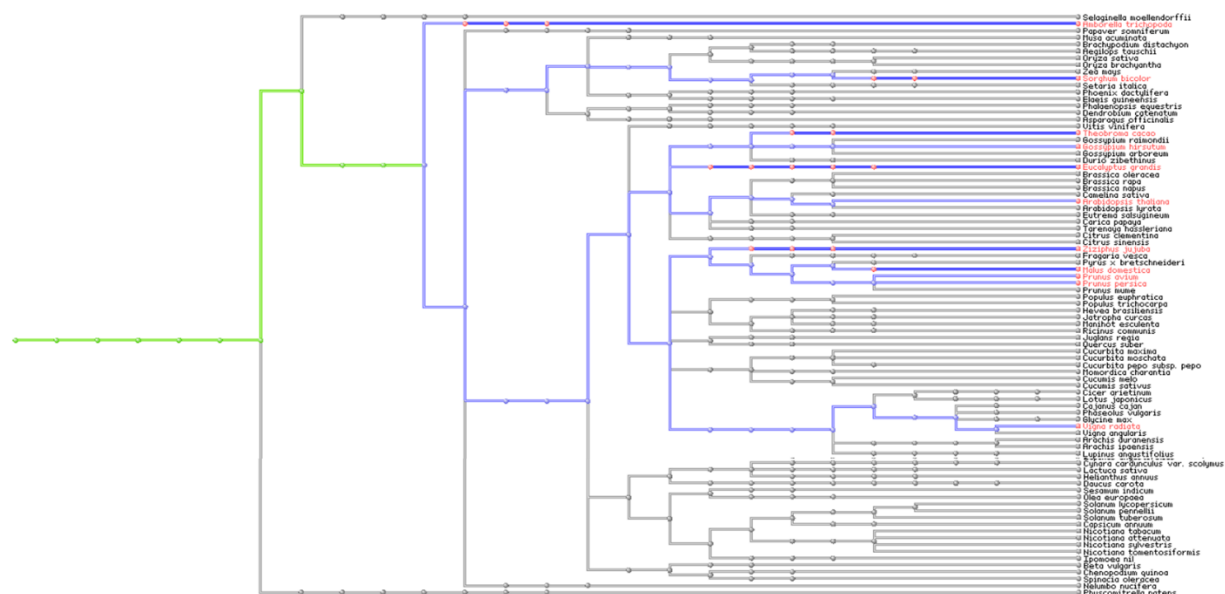 Selaginella moellendorffii
Amborella trichopoda
Papaver somniferum
Musa acuminata
Brachypodium distachyon
Aegilops tauschii
Oryza sativa
Oryza brachyantha
Zea mays
Sorghum bicolor
Setaria italica
Phoenix dactylifera
Elaeis guineensis
Phalaenopsis equestris
Dendrobium catenatum
Asparagus officinalis
Vitis vinifera
Theobroma cacao
Gossypium raimondii
Gossypium hirsutum
Gossypium arboreum
Durio zibethinus
Eucalyptus grandis
Brassica oleracea
Brassica rapa
Brassica napus
Camelina sativa
Arabidopsis thaliana
Arabidopsis lyrata
Eutrema salsugineum
Carica papaya
Tarenaya hassleriana
Citrus clementina
Citrus sinensis
Ziziphus jujuba
Fragaria vesca
Pyrus x bretschneideri
Malus domestica
Prunus avium
Prunus persica
Prunus mume
Populus euphratica
Populus trichocarpa
Hevea brasiliensis
Jatropha curcas
Manihot esculenta
Ricinus communis
Juglans regia
Quercus suber
Cucurbita maxima
Cucurbita moschata
Cucurbita pepo subsp. pepo
Momordica charantia
Cucumis melo
Cucumis sativus
Cicer arietinum
Lotus japonicus
Cajanus cajan
Phaseolus vulgaris
Glycine max
Vigna radiata
Vigna angularis
Arachis duranensis
Arachis ipaensis
Lupinus angustifolius
Cynara cardunculus var. scolymus
Lactuca sativa
Helianthus annuus
Daucus carota
Sesamum indicum
Olea europaea
Solanum lycopersicum
Solanum pennellii
Solanum tuberosum
Capsicum annuum
Nicotiana tabacum
Nicotiana attenuata
Nicotiana sylvestris
Nicotiana tomentosiformis
Ipomoea nil
Beta vulgaris
Chenopodium quinoa
Spinacia oleracea
Nelumbo nucifera
Physcomitrella patens